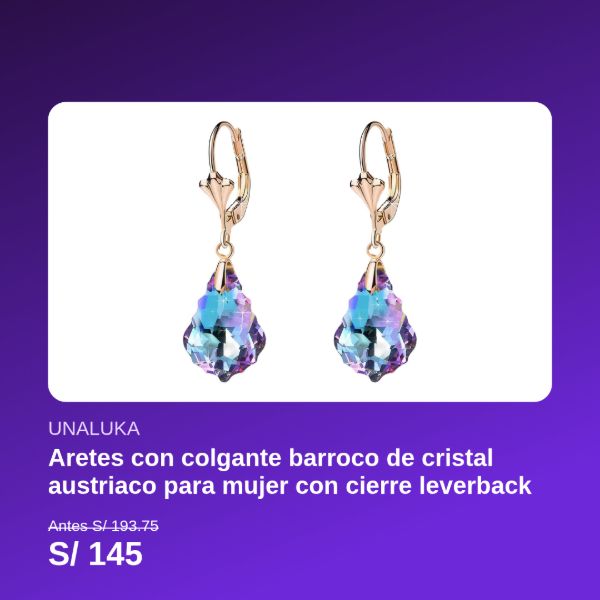 UNALUKA
Aretes con colgante barroco de cristal
austriaco para mujer con cierre leverback
Antes S/ 193.75
S/ 145